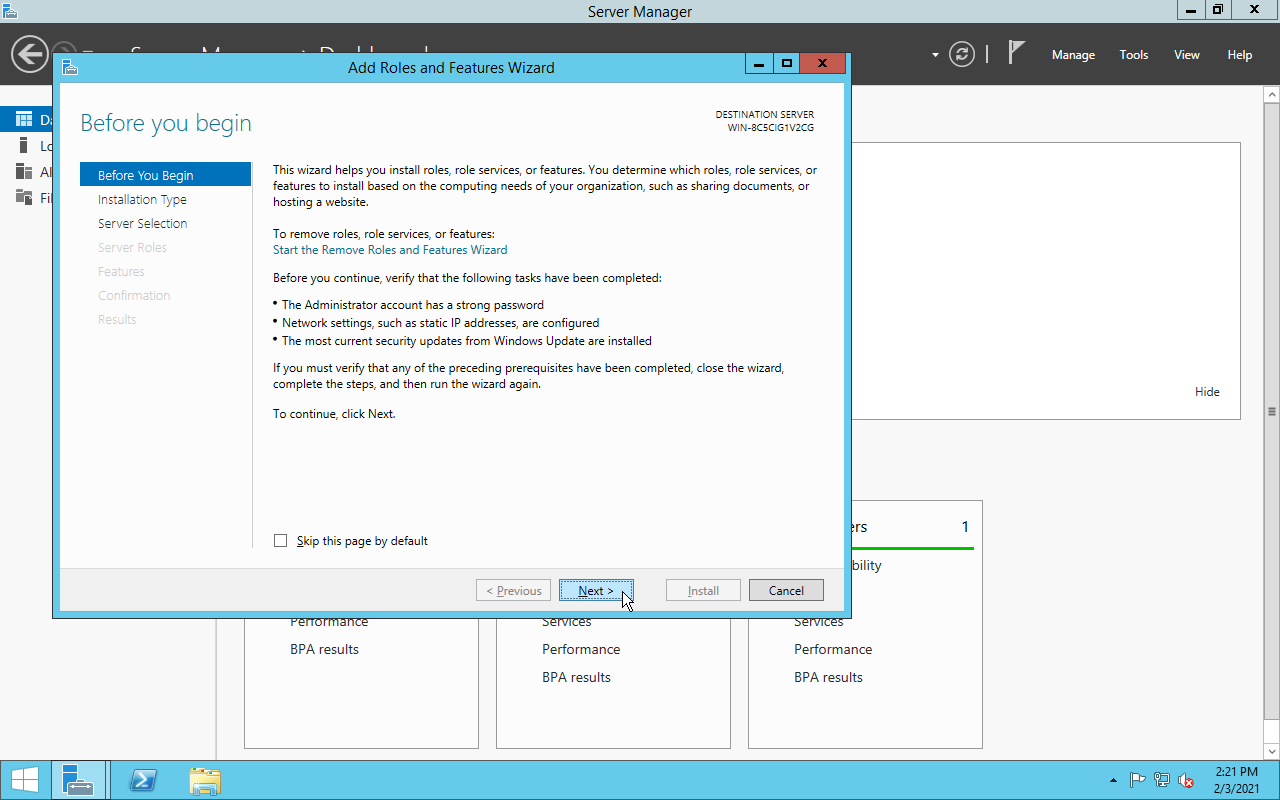 Server Manager
Manage
Tools
View
Help
Add Roles and Features Wizard
Before you begin
DESTINATION SERVER
WIN-8C5CIG1V2CG
Before You Begin
Installation Type
Server Selection
Server Roles
Features
Confirmation
Results
This wizard helps you install roles, role services, or features. You determine which roles, role services, or
features to install based on the computing needs of your organization, such as sharing documents, or
hosting a website.
To remove roles, role services, or features:
Start the Remove Roles and Features Wizard
Before you continue, verify that the following tasks have been completed:
• The Administrator account has a strong password
• Network settings, such as static IP addresses, are configured
• The most current security updates from Windows Update are installed
If you must verify that any of the preceding prerequisites have been completed, close the wizard,
complete the steps, and then run the wizard again.
To continue, click Next.
Skip this page by default
< Previous
Next >
Install
Cancel
Hide
ers 1
bility
Performance
BPA results
Services
Performance
BPA results
Services
Performance
BPA results
2:21 PM
2/3/2021